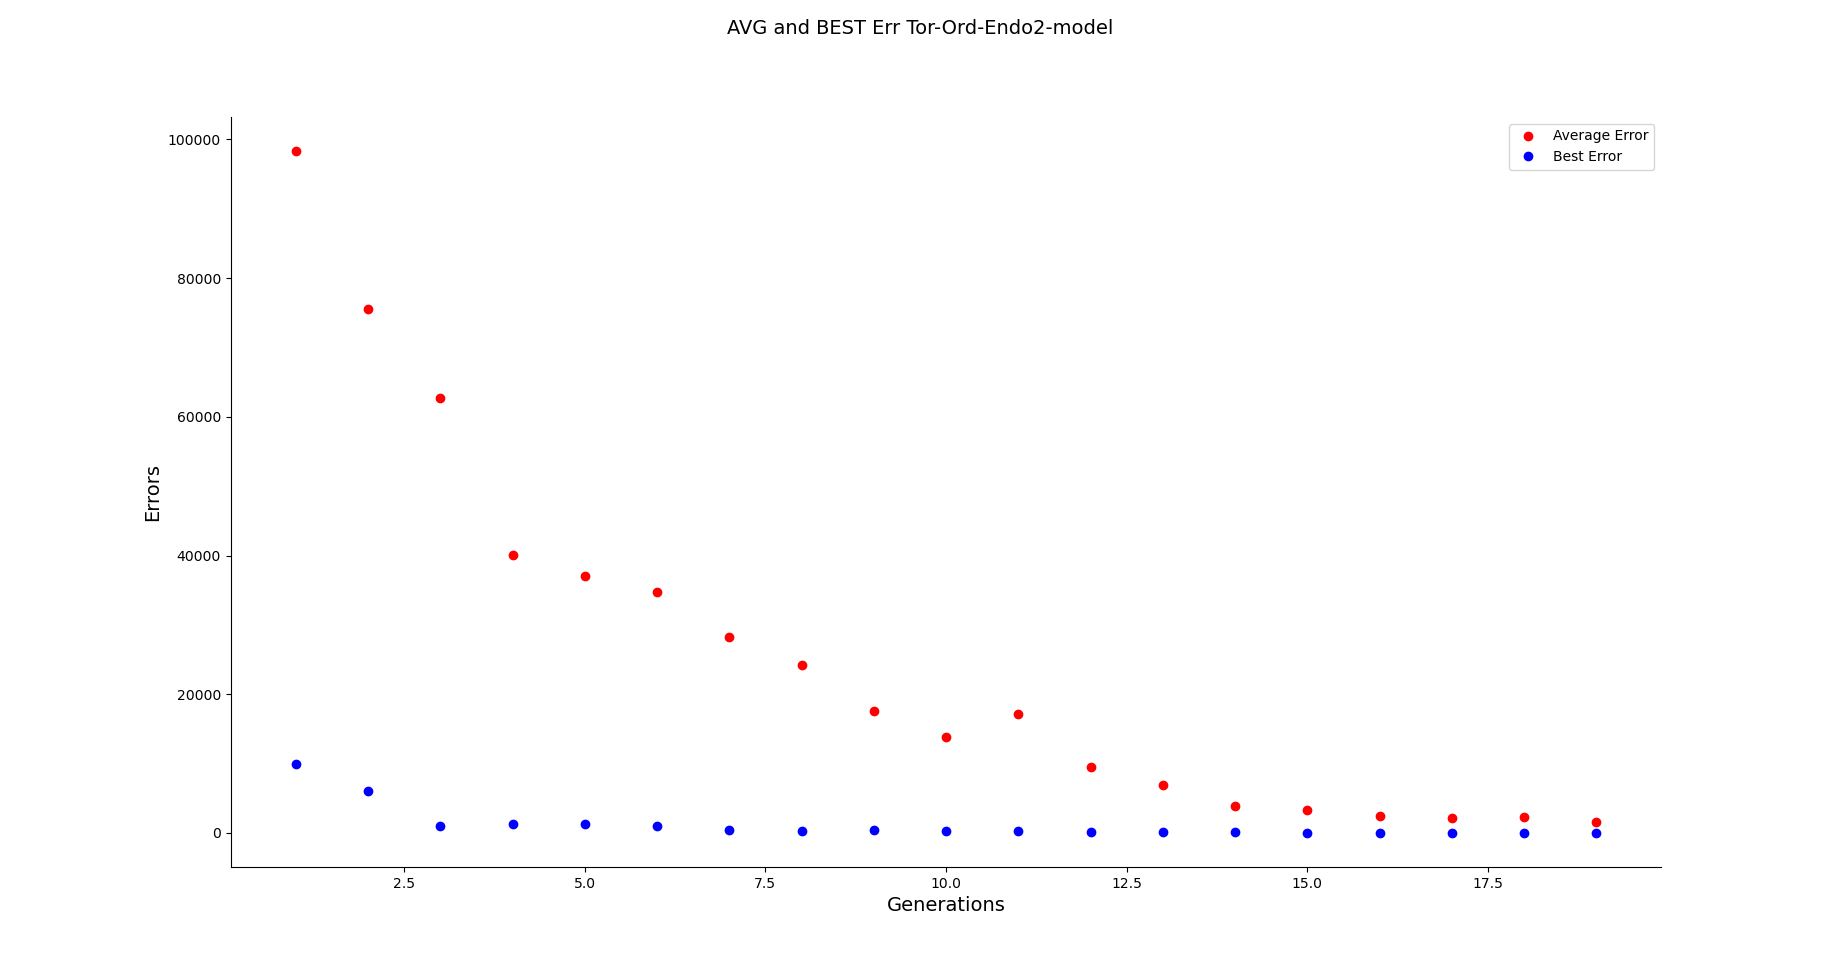 AVG and BEST Err Tor-Ord-Endo2-model
Average Error
Best Error
100000
80000
60000
40000
20000
0
Errors
2.5 5.0 7.5 10.0 12.5 15.0 17.5
Generations